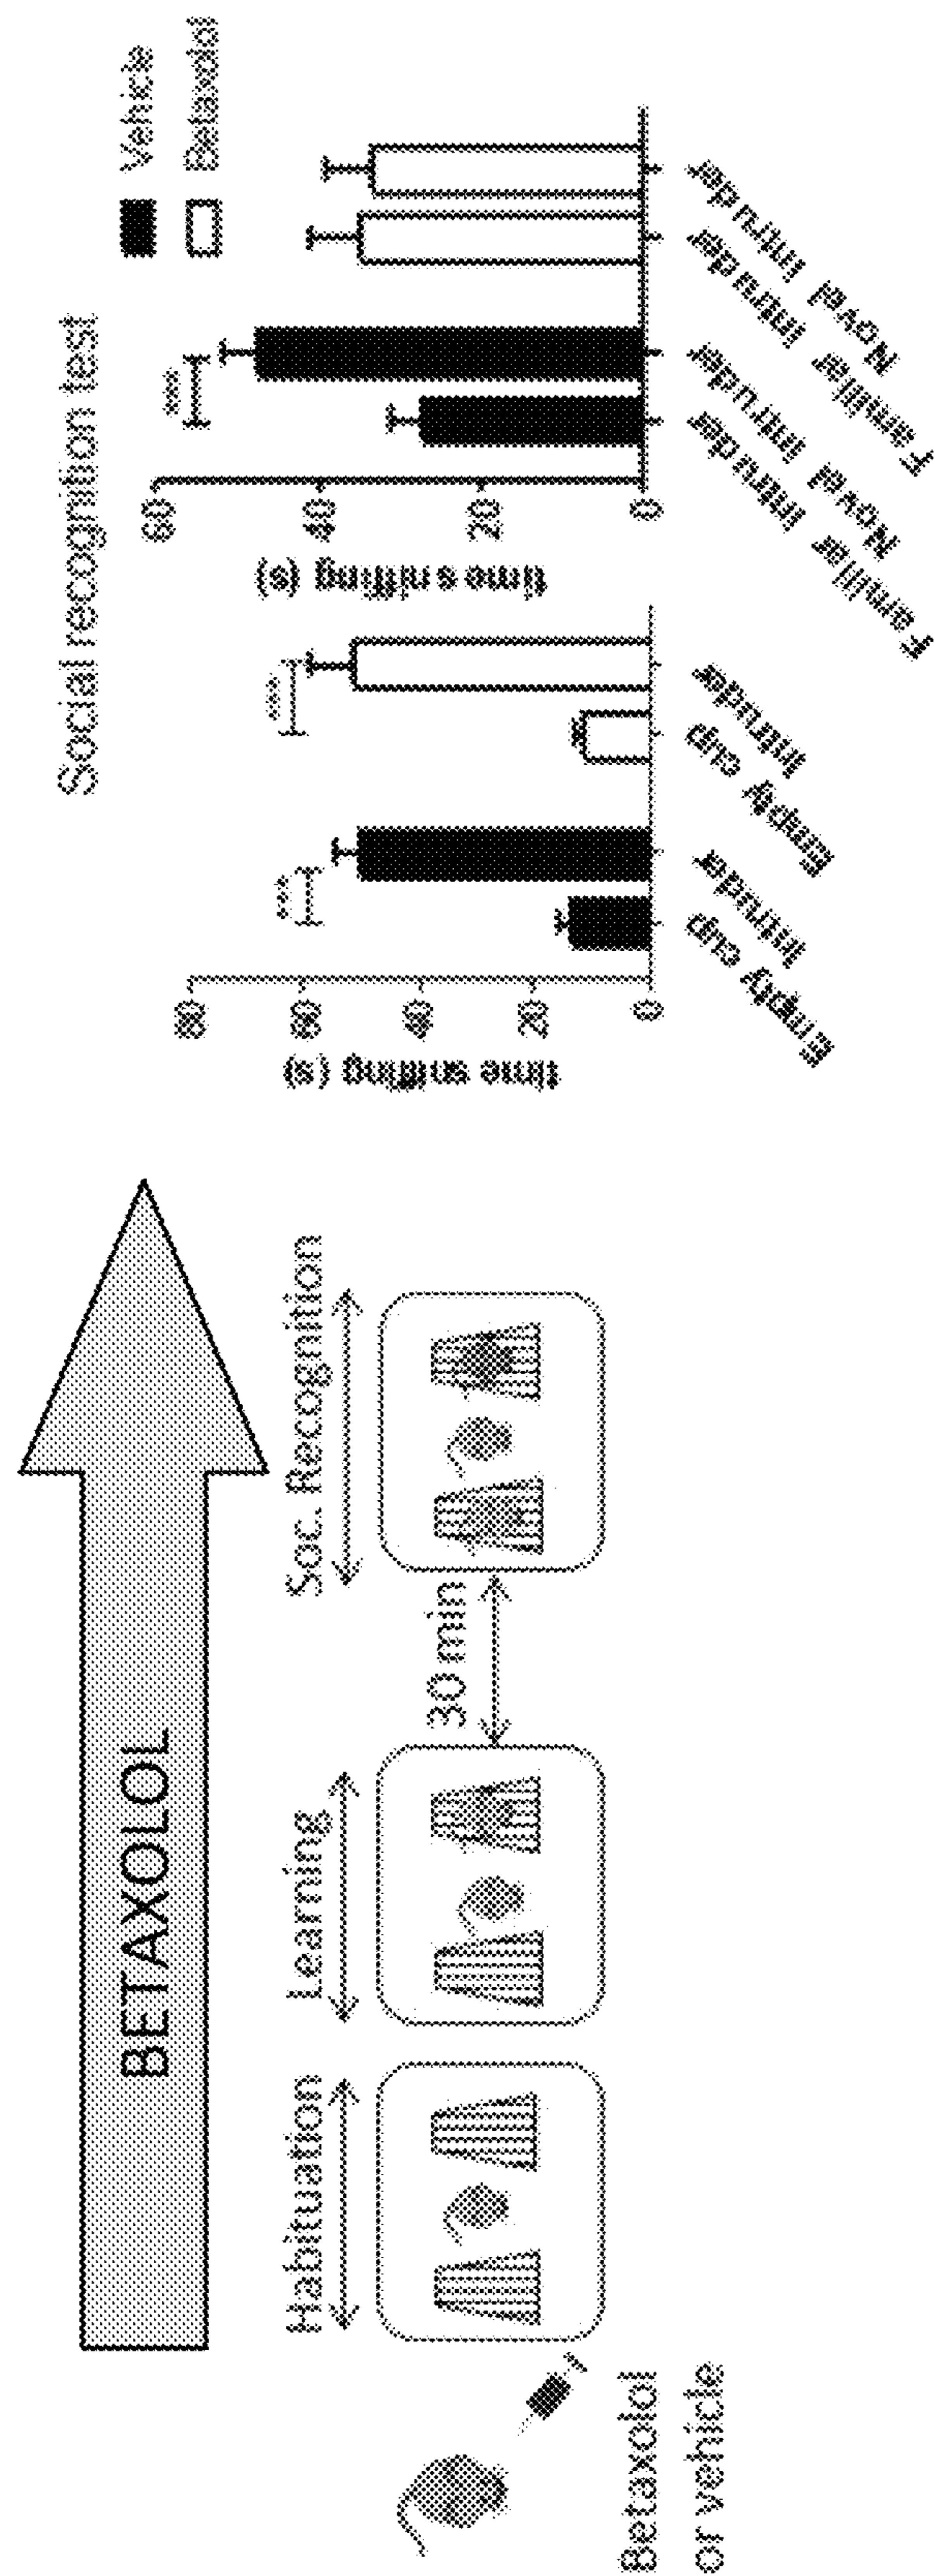 BETAXOLOL
Habituation
Learning
Soc. Recognition
30 min
Betaxolol
or vehicle
Social recognition test
Vehicle
Betaxolol
time sniffing (s)
80
60
40
20
0
Empty cup
Intruder
Empty cup
Intruder
time sniffing (s)
60
40
20
0
Familiar intruder
Novel intrudr
Familiar intruder
Novel intrudr